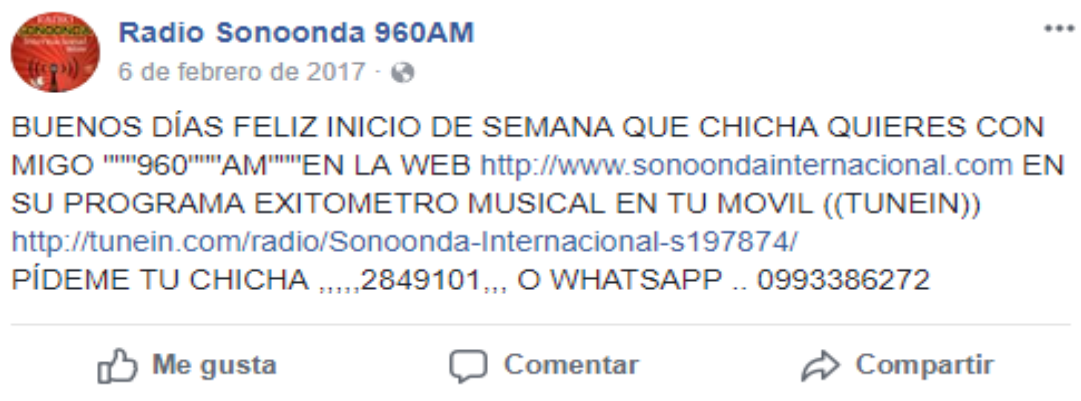 RADIO
SONOONDA
Radio Sonoonda 960AM
6 de febrero de 2017 ·
BUENOS DÍAS FELIZ INICIO DE SEMANA QUE CHICHA QUIERES CON
MIGO """960"""AM"""EN LA WEB http://www.sonoondainternacional.com EN
SU PROGRAMA EXITOMETRO MUSICAL EN TU MOVIL ((TUNEIN))
http://tunein.com/radio/Sonoonda-Internacional-s197874/
PÍDEME TU CHICHA ,,,,,2849101,,, O WHATSAPP .. 0993386272
Me gusta Comentar Compartir